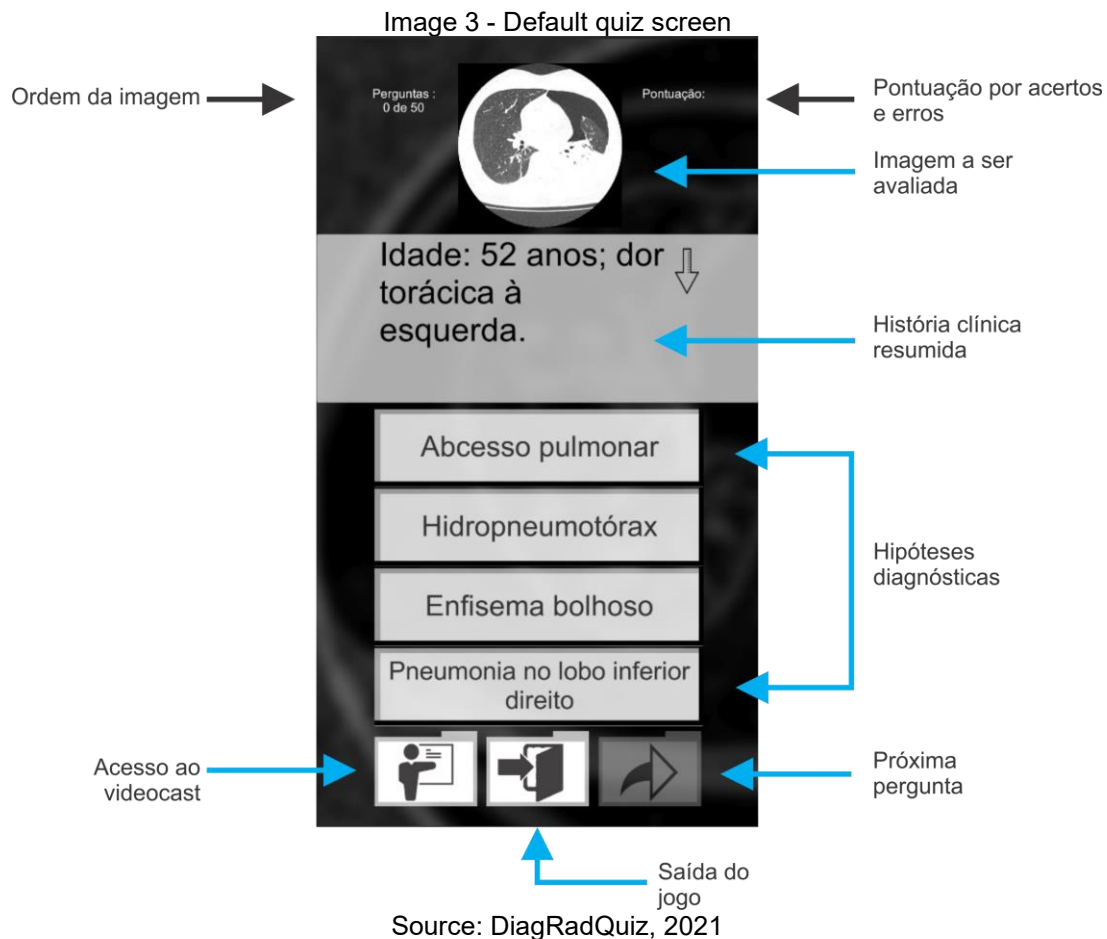 Image 3 - Default quiz screen
Ordem da imagem
Perguntas :
0 de 50
Pontuação:
Pontuação por acertos
e erros
Imagem a ser
avaliada
Idade: 52 anos; dor
torácica à
esquerda.
História clínica
resumida
Abcesso pulmonar
Hidropneumotórax
Enfisema bolhoso
Pneumonia no lobo inferior
direito
Hipóteses
diagnósticas
Acesso ao
videocast
Próxima
pergunta
Saída do
jogo
Source: DiagRadQuiz, 2021